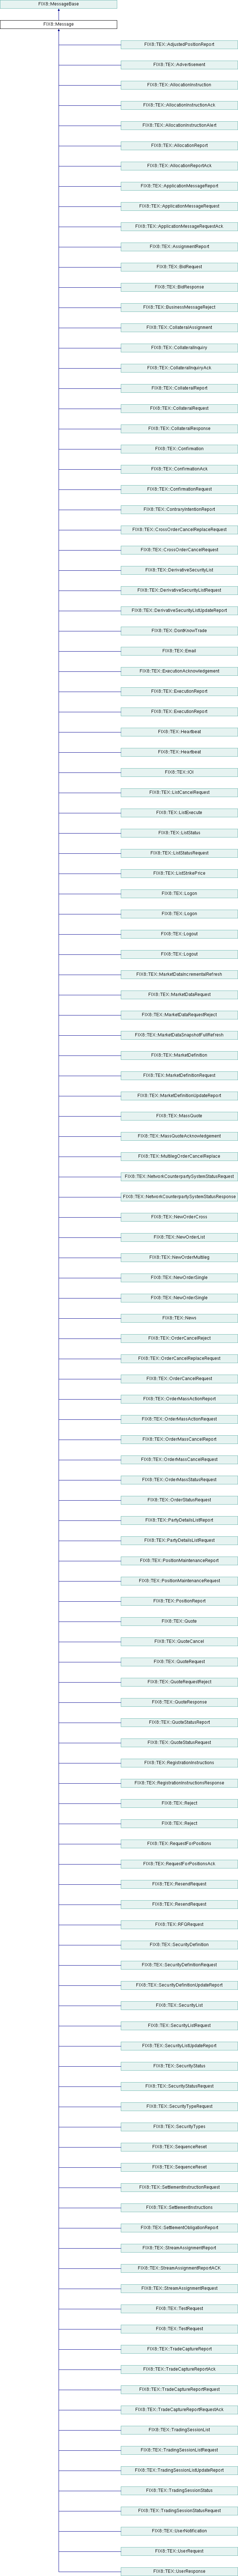 FIX8::MessageBase
FIX8::Message
FIX8::TEX::AdjustedPositionReport
FIX8::TEX::Advertisement
FIX8::TEX::AllocationInstruction
FIX8::TEX::AllocationInstructionAck
FIX8::TEX::AllocationInstructionAlert
FIX8::TEX::AllocationReport
FIX8::TEX::AllocationReportAck
FIX8::TEX::ApplicationMessageReport
FIX8::TEX::ApplicationMessageRequest
FIX8::TEX::ApplicationMessageRequestAck
FIX8::TEX::AssignmentReport
FIX8::TEX::BidRequest
FIX8::TEX::BidResponse
FIX8::TEX::BusinessMessageReject
FIX8::TEX::CollateralAssignment
FIX8::TEX::CollateralInquiry
FIX8::TEX::CollateralInquiryAck
FIX8::TEX::CollateralReport
FIX8::TEX::CollateralRequest
FIX8::TEX::CollateralResponse
FIX8::TEX::Confirmation
FIX8::TEX::ConfirmationAck
FIX8::TEX::ConfirmationRequest
FIX8::TEX::ContraryIntentionReport
FIX8::TEX::CrossOrderCancelReplaceRequest
FIX8::TEX::CrossOrderCancelRequest
FIX8::TEX::DerivativeSecurityList
FIX8::TEX::DerivativeSecurityListRequest
FIX8::TEX::DerivativeSecurityListUpdateReport
FIX8::TEX::DontKnowTrade
FIX8::TEX::Email
FIX8::TEX::ExecutionAcknowledgement
FIX8::TEX::ExecutionReport
FIX8::TEX::ExecutionReport
FIX8::TEX::Heartbeat
FIX8::TEX::Heartbeat
FIX8::TEX::IOI
FIX8::TEX::ListCancelRequest
FIX8::TEX::ListExecute
FIX8::TEX::ListStatus
FIX8::TEX::ListStatusRequest
FIX8::TEX::ListStrikePrice
FIX8::TEX::Logon
FIX8::TEX::Logon
FIX8::TEX::Logout
FIX8::TEX::Logout
FIX8::TEX::MarketDataIncrementalRefresh
FIX8::TEX::MarketDataRequest
FIX8::TEX::MarketDataRequestReject
FIX8::TEX::MarketDataSnapshotFullRefresh
FIX8::TEX::MarketDefinition
FIX8::TEX::MarketDefinitionRequest
FIX8::TEX::MarketDefinitionUpdateReport
FIX8::TEX::MassQuote
FIX8::TEX::MassQuoteAcknowledgement
FIX8::TEX::MultilegOrderCancelReplace
FIX8::TEX::NetworkCounterpartySystemStatusRequest
FIX8::TEX::NetworkCounterpartySystemStatusResponse
FIX8::TEX::NewOrderCross
FIX8::TEX::NewOrderList
FIX8::TEX::NewOrderMultileg
FIX8::TEX::NewOrderSingle
FIX8::TEX::NewOrderSingle
FIX8::TEX::News
FIX8::TEX::OrderCancelReject
FIX8::TEX::OrderCancelReplaceRequest
FIX8::TEX::OrderCancelRequest
FIX8::TEX::OrderMassActionReport
FIX8::TEX::OrderMassActionRequest
FIX8::TEX::OrderMassCancelReport
FIX8::TEX::OrderMassCancelRequest
FIX8::TEX::OrderMassStatusRequest
FIX8::TEX::OrderStatusRequest
FIX8::TEX::PartyDetailsListReport
FIX8::TEX::PartyDetailsListRequest
FIX8::TEX::PositionMaintenanceReport
FIX8::TEX::PositionMaintenanceRequest
FIX8::TEX::PositionReport
FIX8::TEX::Quote
FIX8::TEX::QuoteCancel
FIX8::TEX::QuoteRequest
FIX8::TEX::QuoteRequestReject
FIX8::TEX::QuoteResponse
FIX8::TEX::QuoteStatusReport
FIX8::TEX::QuoteStatusRequest
FIX8::TEX::RegistrationInstructions
FIX8::TEX::RegistrationInstructionsResponse
FIX8::TEX::Reject
FIX8::TEX::Reject
FIX8::TEX::RequestForPositions
FIX8::TEX::RequestForPositionsAck
FIX8::TEX::ResendRequest
FIX8::TEX::ResendRequest
FIX8::TEX::RFQRequest
FIX8::TEX::SecurityDefinition
FIX8::TEX::SecurityDefinitionRequest
FIX8::TEX::SecurityDefinitionUpdateReport
FIX8::TEX::SecurityList
FIX8::TEX::SecurityListRequest
FIX8::TEX::SecurityListUpdateReport
FIX8::TEX::SecurityStatus
FIX8::TEX::SecurityStatusRequest
FIX8::TEX::SecurityTypeRequest
FIX8::TEX::SecurityTypes
FIX8::TEX::SequenceReset
FIX8::TEX::SequenceReset
FIX8::TEX::SettlementInstructionRequest
FIX8::TEX::SettlementInstructions
FIX8::TEX::SettlementObligationReport
FIX8::TEX::StreamAssignmentReport
FIX8::TEX::StreamAssignmentReportACK
FIX8::TEX::StreamAssignmentRequest
FIX8::TEX::TestRequest
FIX8::TEX::TestRequest
FIX8::TEX::TradeCaptureReport
FIX8::TEX::TradeCaptureReportAck
FIX8::TEX::TradeCaptureReportRequest
FIX8::TEX::TradeCaptureReportRequestAck
FIX8::TEX::TradingSessionList
FIX8::TEX::TradingSessionListRequest
FIX8::TEX::TradingSessionListUpdateReport
FIX8::TEX::TradingSessionStatus
FIX8::TEX::TradingSessionStatusRequest
FIX8::TEX::UserNotification
FIX8::TEX::UserRequest
FIX8::TEX::UserResponse